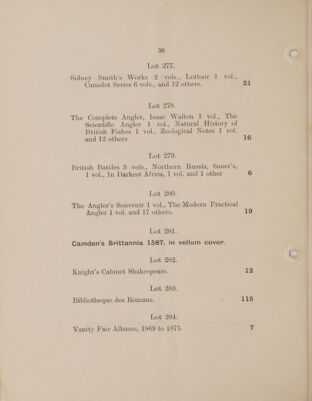 36
Lot 277.
Sidney Smith's Works 2 vols., Lothair 1 vol.,
Camelot Series 6 vols., and 12 others. 21
Lot 278.
The Complete Angler, Isaac Walton 1 vol., The
Scientific Angler 1 vol., Natural History of
British Fishes 1 vol., Zoological Notes 1 vol.
and 12 others 16
Lot 279.
British Battles 3 vols., Northern Russia, Sauer's,
1 vol., In Darkest Africa, 1 vol. and 1 other 6
Lot 280.
The Angler's Souvenir 1 vol., The Modern Practical
Angler 1 vol. and 17 others. 19
Lot 281.
Camden's Brittannia 1587, in vellum cover.
Lot 282.
Knight's Cabinet Shakespeare. 12
Lot 283.
Bibliotheque des Romans. 115
Lot 284.
Vanity Fair Albums, 1869 to 1875. 7